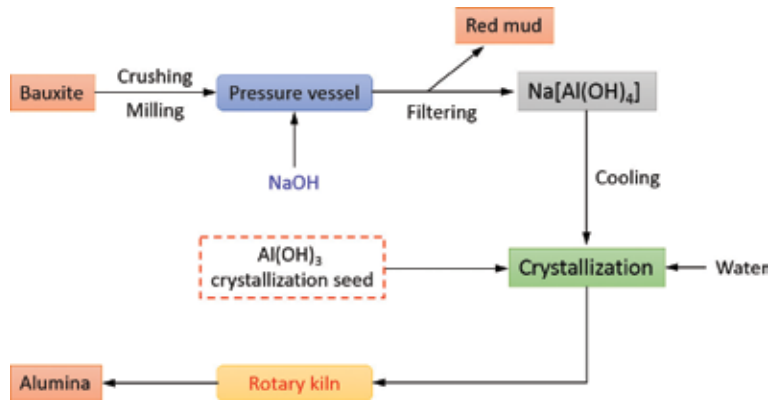 Red mud
Bauxite
Crushing
Milling
Pressure vessel
Filtering
Na[Al(OH)₄]
NaOH
Cooling
Al(OH)₃
crystallization seed
Crystallization
Water
Alumina
Rotary kiln